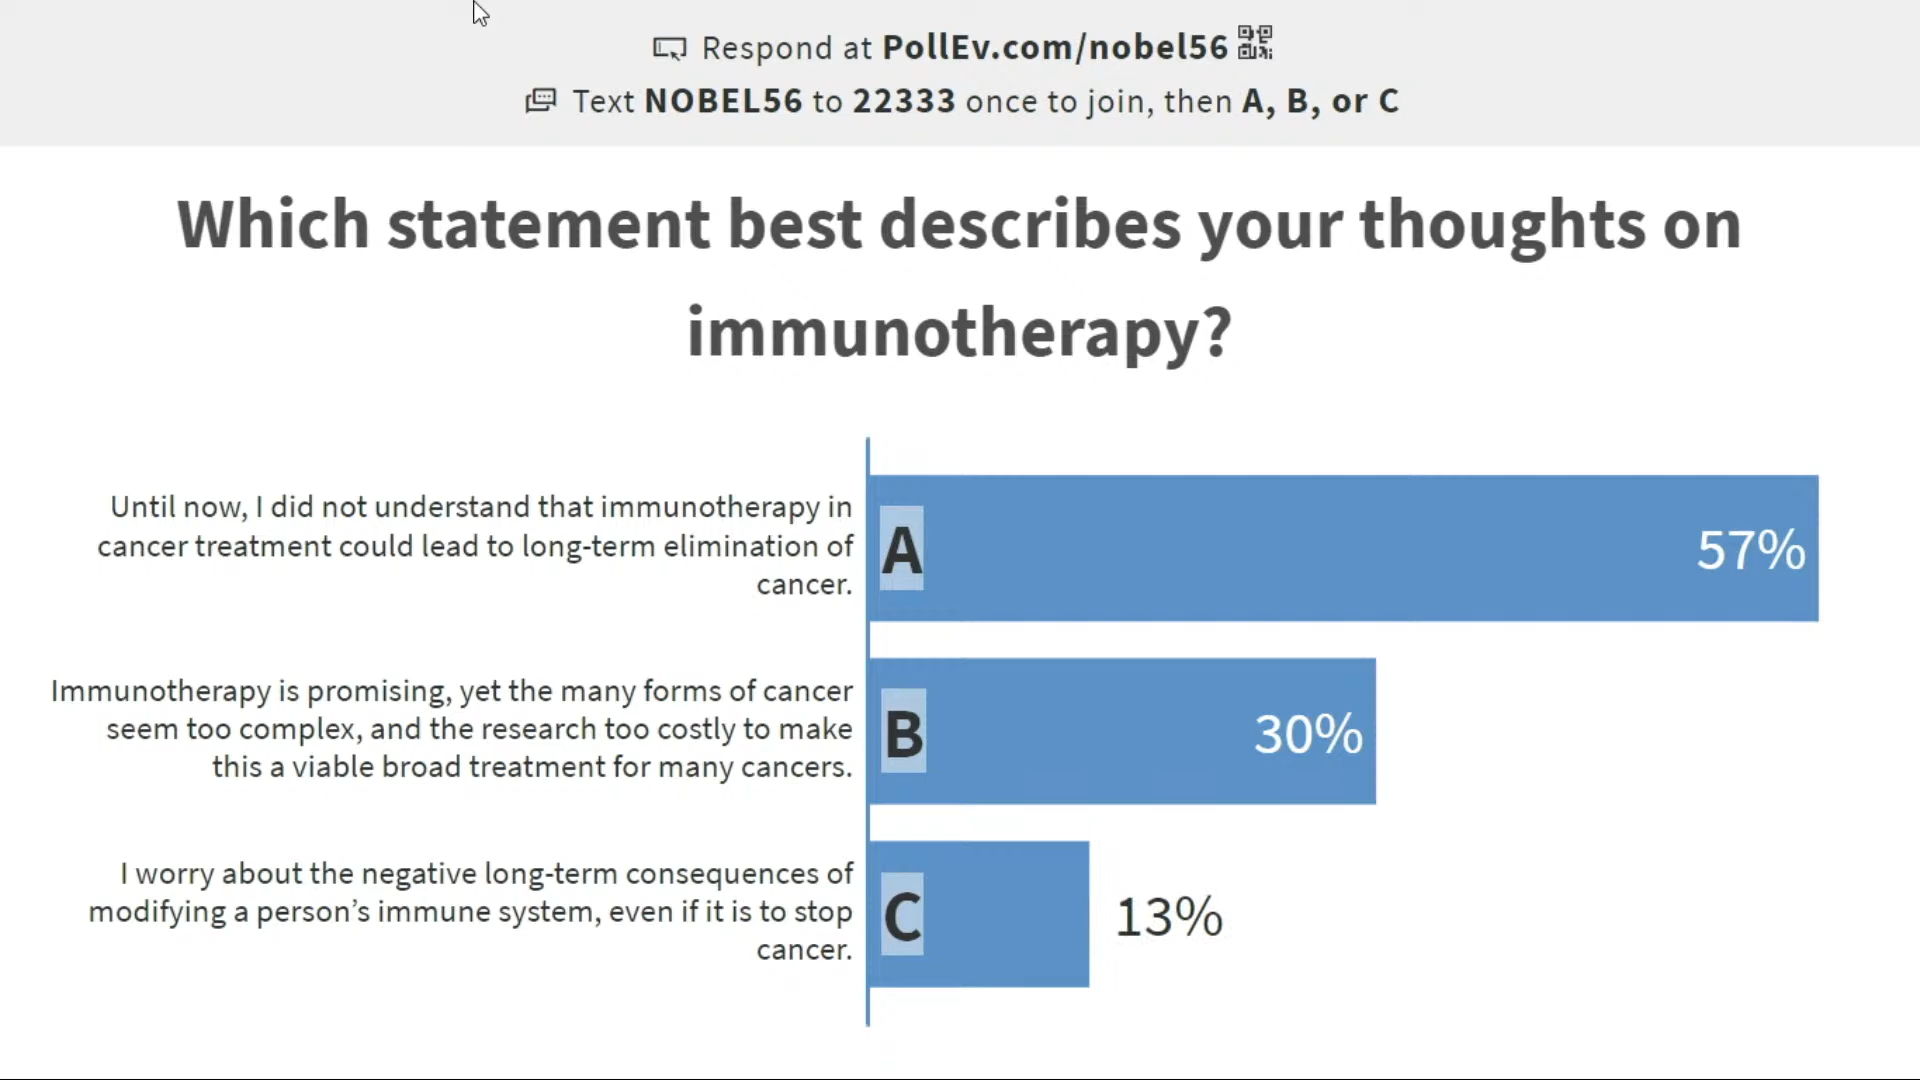 Respond at PollEv.com/nobel56
Text NOBEL56 to 22333 once to join, then A, B, or C
Which statement best describes your thoughts on
immunotherapy?
Until now, I did not understand that immunotherapy in
cancer treatment could lead to long-term elimination of
cancer.
A
57%
Immunotherapy is promising, yet the many forms of cancer
seem too complex, and the research too costly to make
this a viable broad treatment for many cancers.
B
30%
I worry about the negative long-term consequences of
modifying a person’s immune system, even if it is to stop
cancer.
C
13%